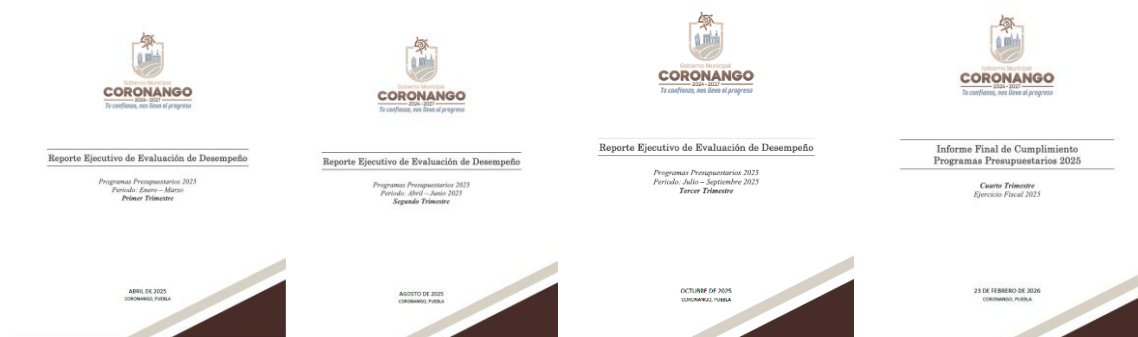 Gobierno Municipal
CORONANGO
2024 - 2027
Tu confianza, nos lleva al progreso
Reporte Ejecutivo de Evaluación de Desempeño
Programas Presupuestarios 2025
Periodo: Enero – Marzo
Primer Trimestre
ABRIL DE 2025
CORONANGO, PUEBLA
Gobierno Municipal
CORONANGO
2024 - 2027
Tu confianza, nos lleva al progreso
Reporte Ejecutivo de Evaluación de Desempeño
Programas Presupuestarios 2025
Periodo: Abril – Junio 2025
Segundo Trimestre
AGOSTO DE 2025
CORONANGO, PUEBLA
Gobierno Municipal
CORONANGO
2024 - 2027
Tu confianza, nos lleva al progreso
Reporte Ejecutivo de Evaluación de Desempeño
Programas Presupuestarios 2025
Periodo: Julio – Septiembre 2025
Tercer Trimestre
OCTUBRE DE 2025
CORONANGO, PUEBLA
Gobierno Municipal
CORONANGO
2024 - 2027
Tu confianza, nos lleva al progreso
Informe Final de Cumplimiento
Programas Presupuestarios 2025
Cuarto Trimestre
Ejercicio Fiscal 2025
23 DE FEBRERO DE 2026
CORONANGO, PUEBLA